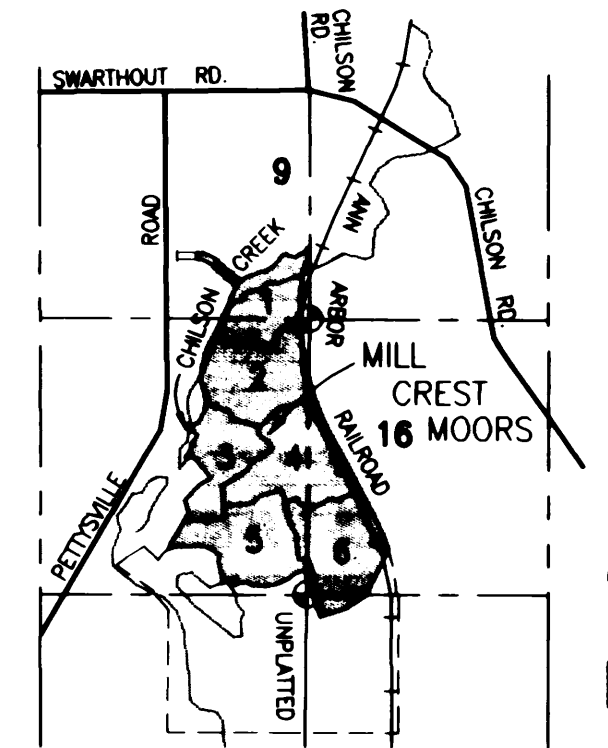 CHILSON
RD.
SWARTHOUT RD.
9
ROAD
ANN
CREEK
CHILSON RD.
CHILSON
1
ARBOR
MILL
CREST
16 MOORS
2
3
4
RAILROAD
PETTYSVILLE
5
6
UNPLATTED